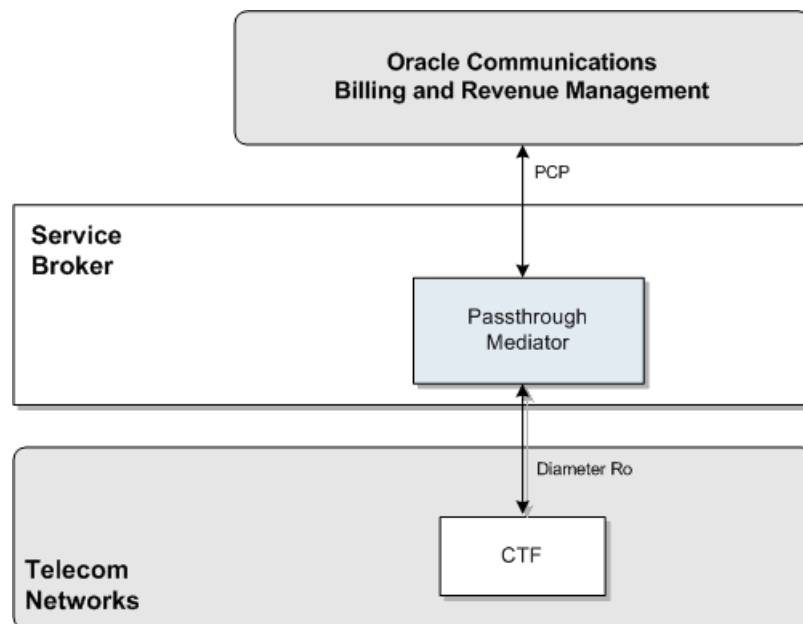 Oracle Communications
Billing and Revenue Management
PCP
Service
Broker
Passthrough
Mediator
Diameter Ro
CTF
Telecom
Networks